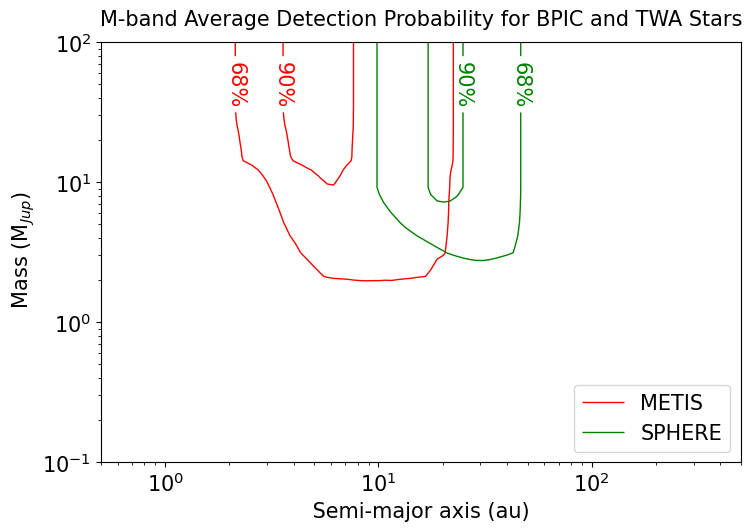 M-band Average Detection Probability for BPIC and TWA Stars
10²
10¹
10⁰
10⁻¹
Mass (M_Jup)
68%
90%
90%
68%
METIS
SPHERE
10⁰
10¹
10²
Semi-major axis (au)